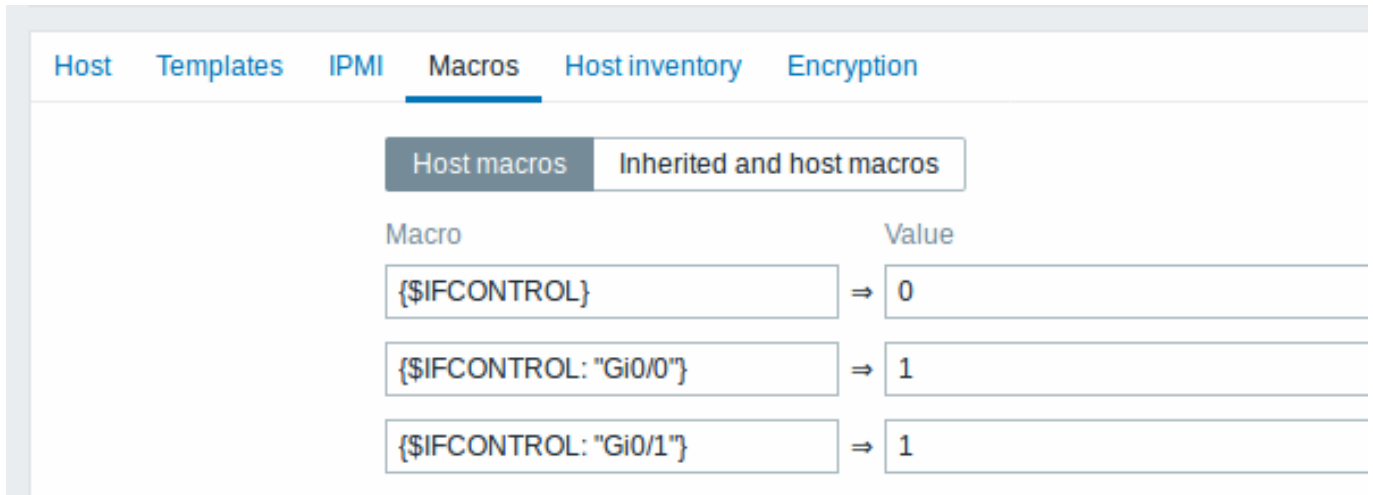 Host Templates IPMI Macros Host inventory Encryption
Host macros Inherited and host macros
Macro Value
{$IFCONTROL} ⇒ 0
{$IFCONTROL: "Gi0/0"} ⇒ 1
{$IFCONTROL: "Gi0/1"} ⇒ 1